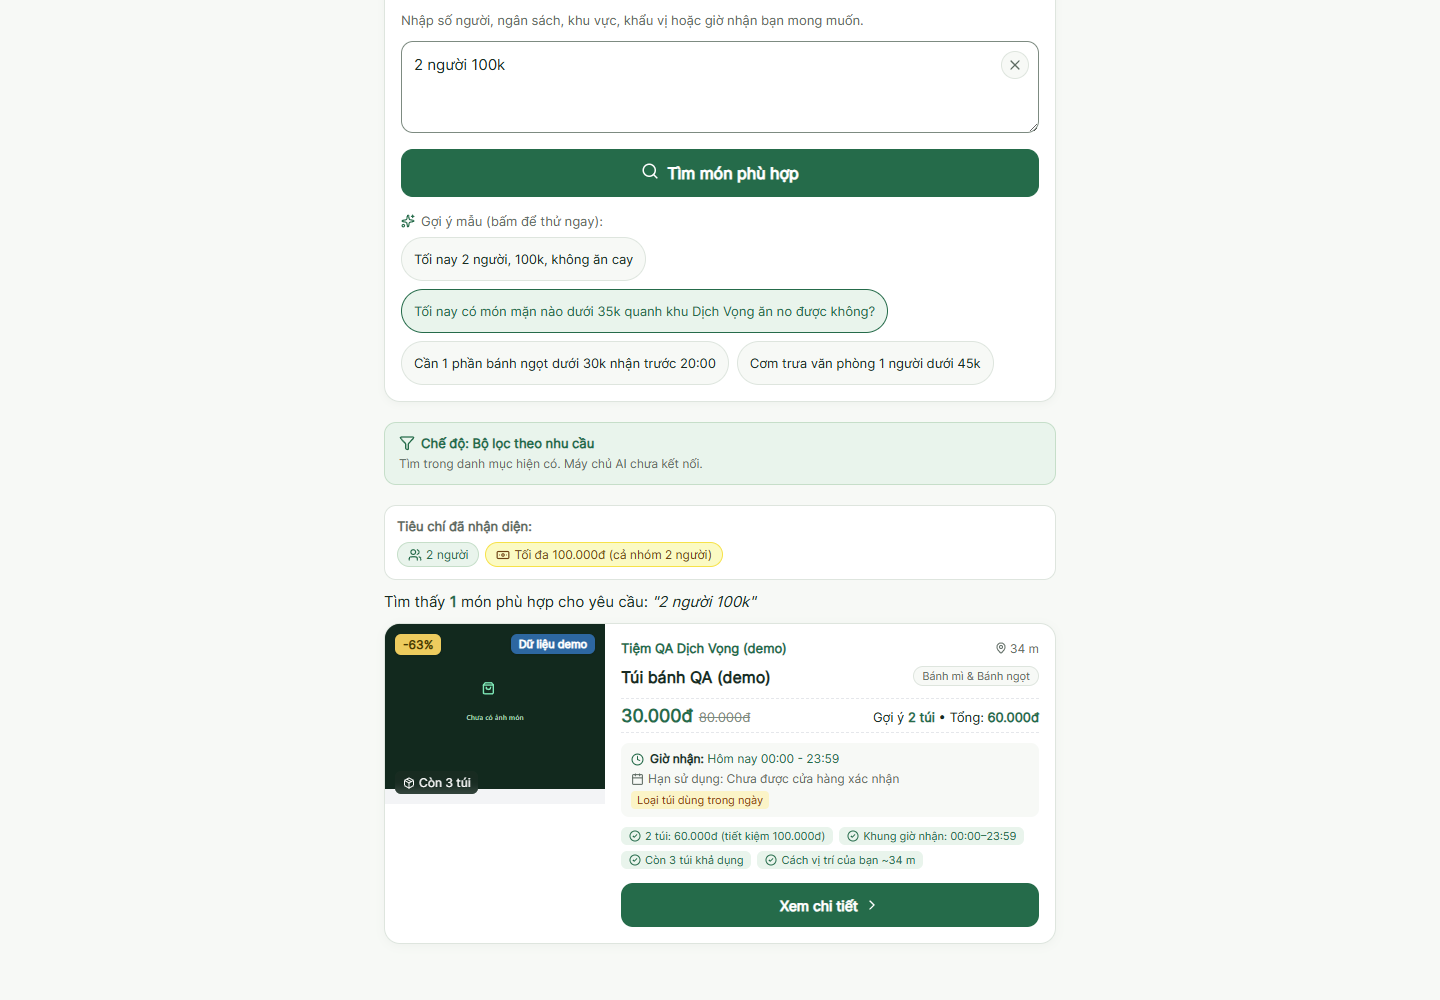 Nhập số người, ngân sách, khu vực, khẩu vị hoặc giờ nhận bạn mong muốn.
2 người 100k
Tìm món phù hợp
Gợi ý mẫu (bấm để thử ngay):
Tối nay 2 người, 100k, không ăn cay
Tối nay có món mặn nào dưới 35k quanh khu Dịch Vọng ăn no được không?
Cần 1 phần bánh ngọt dưới 30k nhận trước 20:00
Cơm trưa văn phòng 1 người dưới 45k
Chế độ: Bộ lọc theo nhu cầu
Tìm trong danh mục hiện có. Máy chủ AI chưa kết nối.
Tiêu chí đã nhận diện:
2 người
Tối đa 100.000đ (cả nhóm 2 người)
Tìm thấy 1 món phù hợp cho yêu cầu: "2 người 100k"
-63%
Dữ liệu demo
Chưa có ảnh món
Còn 3 túi
Tiệm QA Dịch Vọng (demo)
34 m
Túi bánh QA (demo)
Bánh mì & Bánh ngọt
30.000đ 80.000đ
Gợi ý 2 túi • Tổng: 60.000đ
Giờ nhận: Hôm nay 00:00 - 23:59
Hạn sử dụng: Chưa được cửa hàng xác nhận
Loại túi dùng trong ngày
2 túi: 60.000đ (tiết kiệm 100.000đ)
Khung giờ nhận: 00:00–23:59
Còn 3 túi khả dụng
Cách vị trí của bạn ~34 m
Xem chi tiết